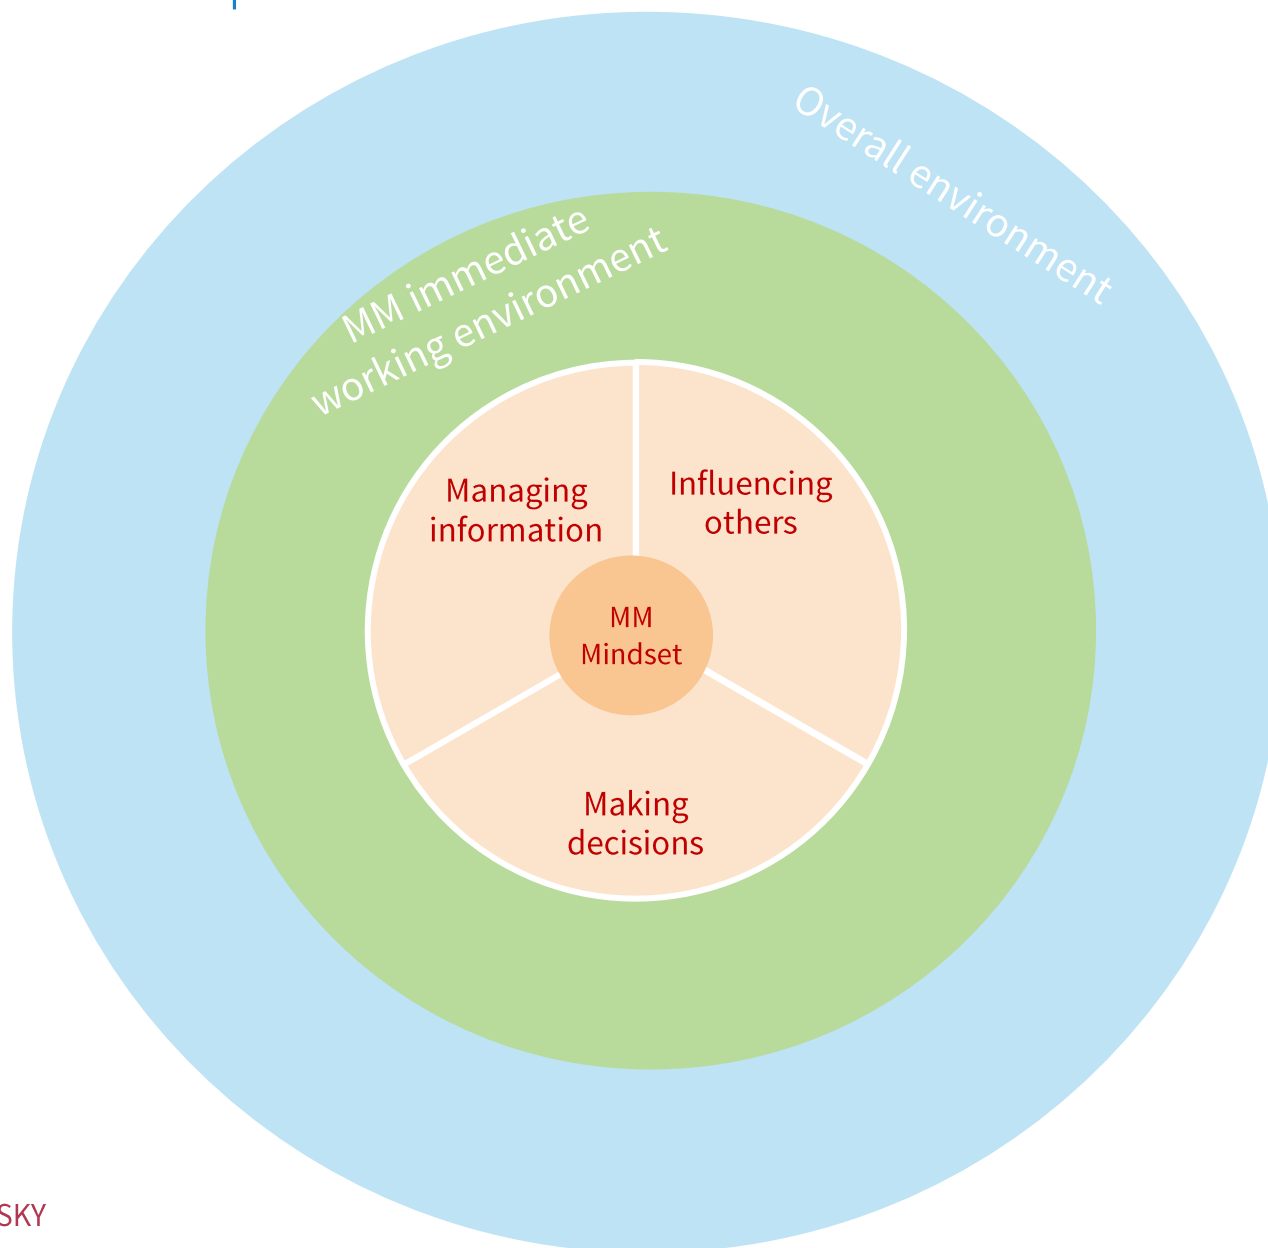 Overall environment
MM immediate
working environment
Managing
information
Influencing
others
MM
Mindset
Making
decisions
SKY